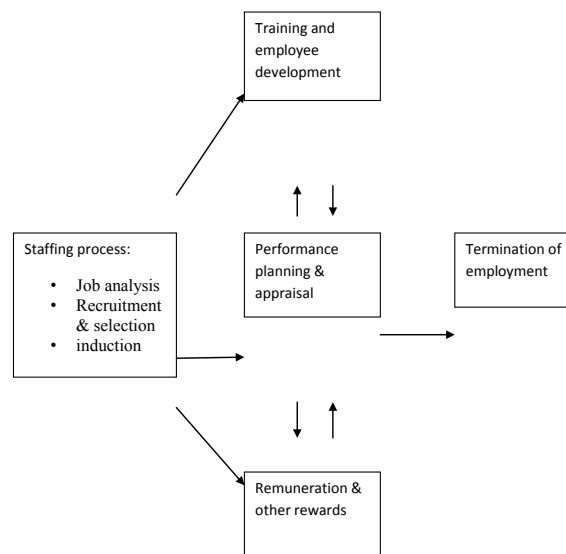 Training and
employee
development
Staffing process:
• Job analysis
• Recruitment
& selection
• induction
Performance
planning &
appraisal
Termination of
employment
Remuneration &
other rewards